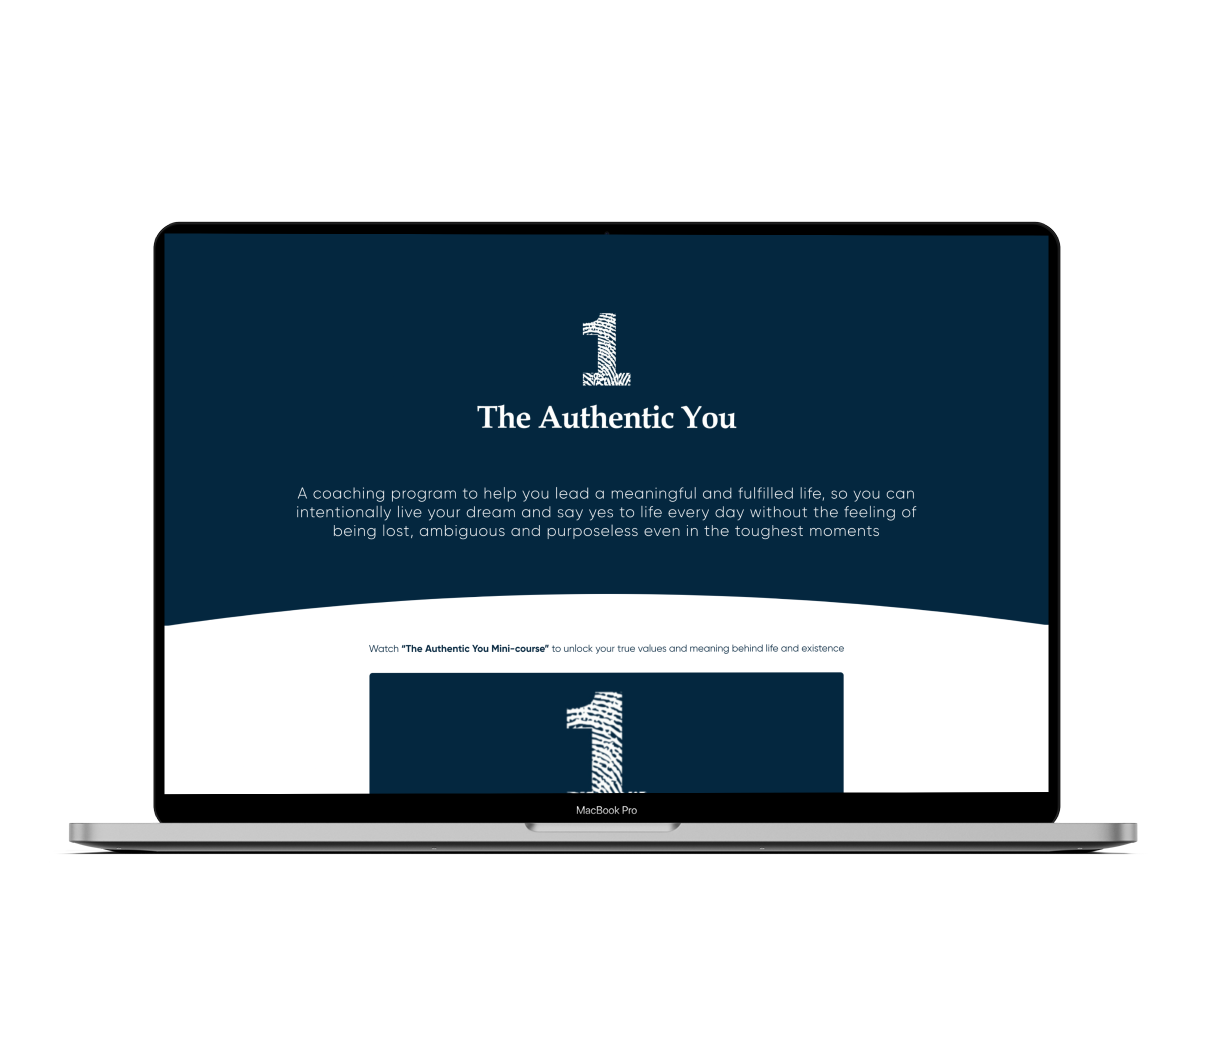 1
The Authentic You
A coaching program to help you lead a meaningful and fulfilled life, so you can
intentionally live your dream and say yes to life every day without the feeling of
being lost, ambiguous and purposeless even in the toughest moments
Watch “The Authentic You Mini-course” to unlock your true values and meaning behind life and existence
1
MacBook Pro